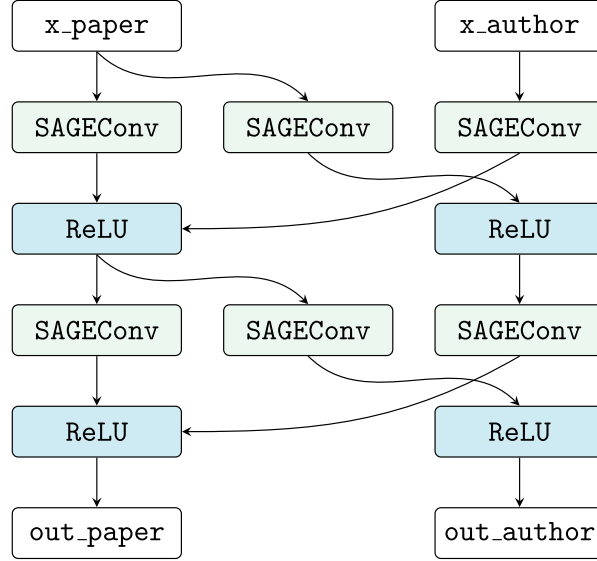 x_paper
x_author
SAGEConv
SAGEConv
SAGEConv
ReLU
ReLU
SAGEConv
SAGEConv
SAGEConv
ReLU
ReLU
out_paper
out_author